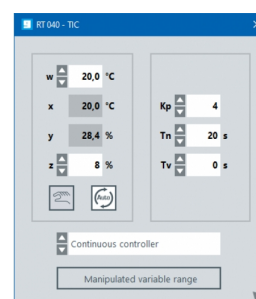 RT 040 - TIC
w 20,0 °C
x 20,0 °C
y 28,4 %
z 8 %
Auto
Kp 4
Tn 20 s
Tv 0 s
Continuous controller
Manipulated variable range